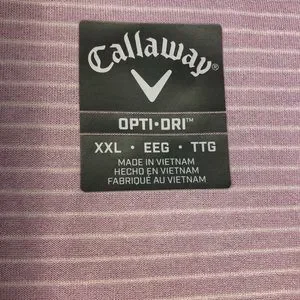 Callaway®
OPTI•DRI™
XXL • EEG • TTG
MADE IN VIETNAM
HECHO EN VIETNAM
FABRIQUÉ AU VIETNAM